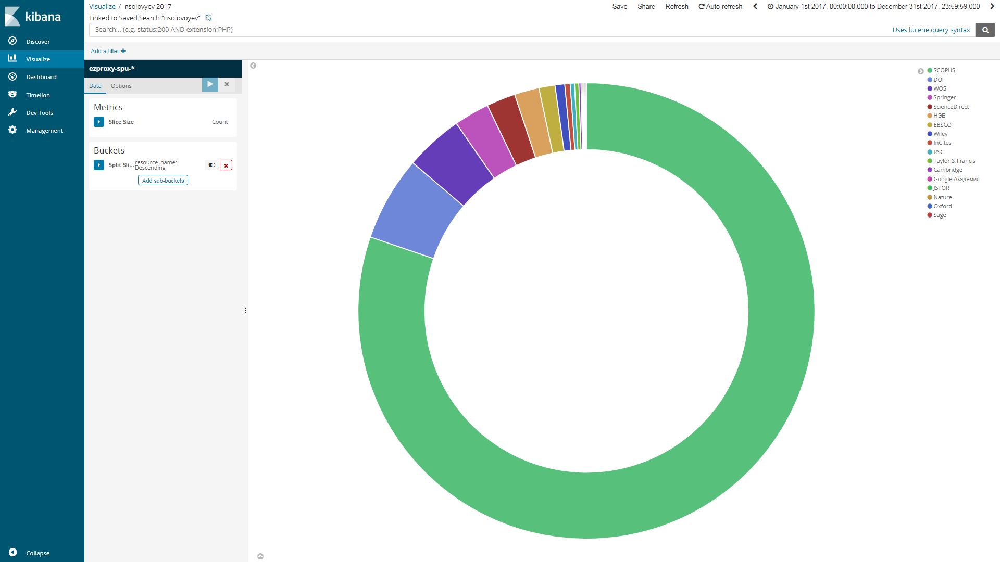 kibana
Discover
Visualize
Dashboard
Timelion
Dev Tools
Management
Collapse
Visualize / nsolovyev 2017
Save Share Refresh Auto-refresh January 1st 2017, 00:00:00.000 to December 31st 2017, 23:59:59.000
Linked to Saved Search “nsolovoyev”
Search... (e.g. status:200 AND extension:PHP) Uses lucene query syntax
Add a filter +
ezproxy-spu-*
Data Options
Metrics
Slice Size Count
Buckets
Split Sli... resource_name:
Descending
Add sub-buckets
SCOPUS
DOI
WOS
Springer
ScienceDirect
НЭБ
EBSCO
Wiley
InCites
RSC
Taylor & Francis
Cambridge
Google Академия
JSTOR
Nature
Oxford
Sage